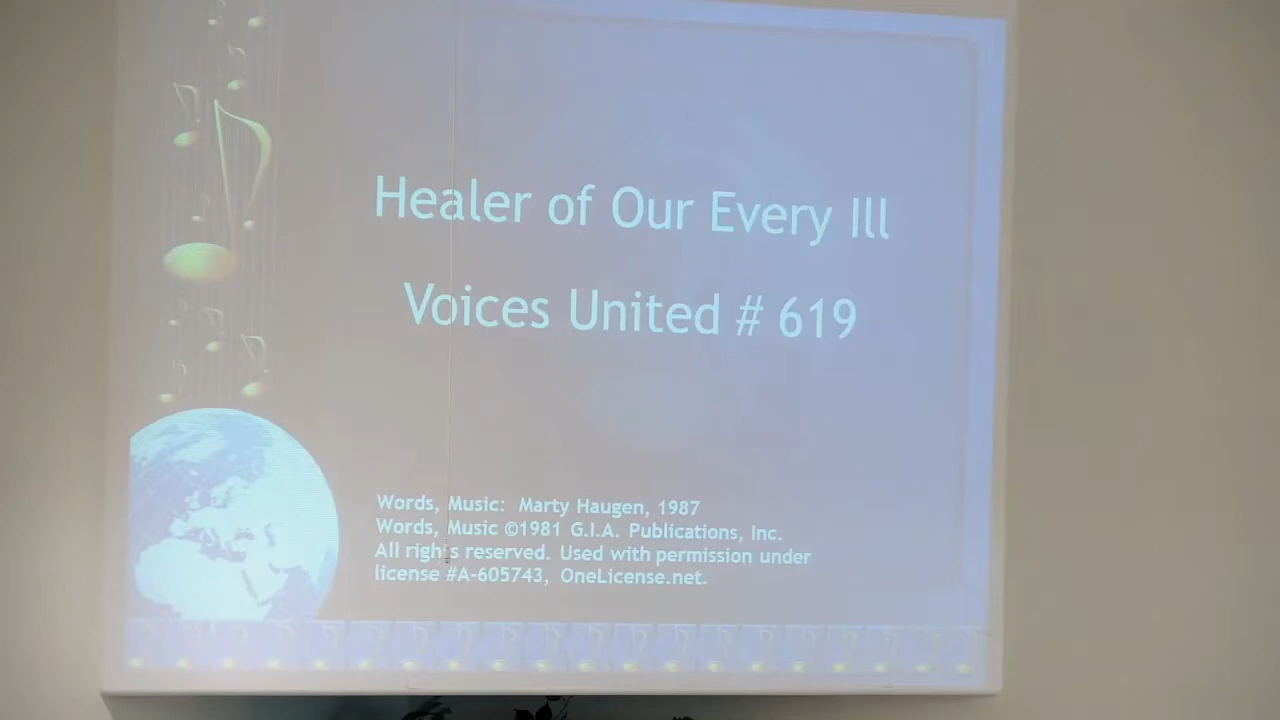 Healer of Our Every Ill
Voices United # 619
Words, Music: Marty Haugen, 1987
Words, Music ©1981 G.I.A. Publications, Inc.
All rights reserved. Used with permission under
license #A-605743, OneLicense.net.